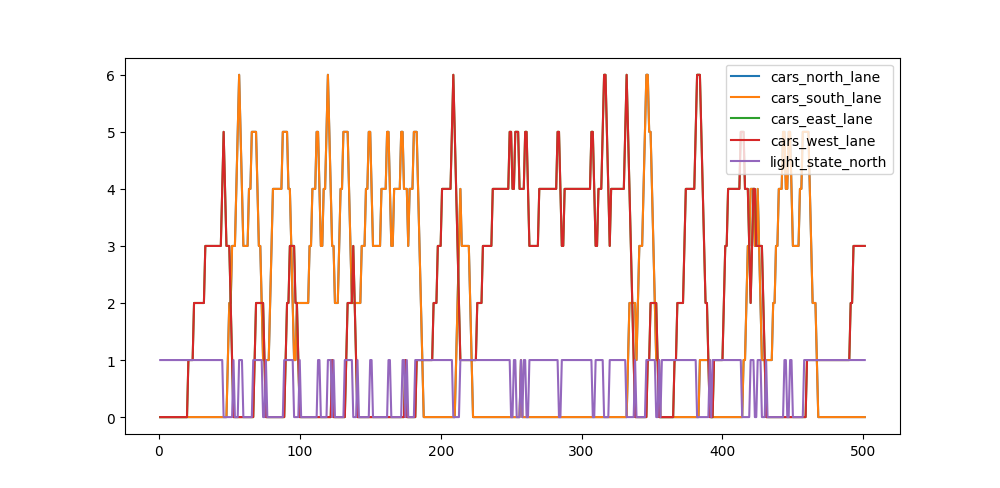 6
5
4
3
2
1
0
0 100 200 300 400 500
cars_north_lane
cars_south_lane
cars_east_lane
cars_west_lane
light_state_north